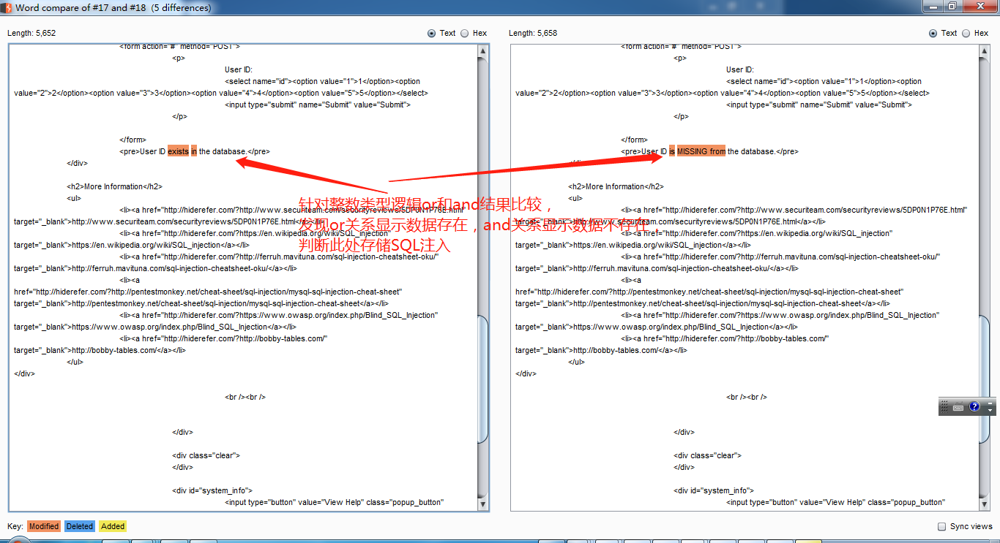 Word compare of #17 and #18 (5 differences)
Length: 5,652
Text
Hex
<form action="#" method="POST">
<p>
User ID:
<select name="id"><option value="1">1</option><option
value="2">2</option><option value="3">3</option><option value="4">4</option><option value="5">5</option></select>
<input type="submit" name="Submit" value="Submit">
</p>
</form>
<pre>User ID exists in the database.</pre>
</div>
<h2>More Information</h2>
<ul>
<li><a href="http://hiderefer.com/?http://www.securiteam.com/securityreviews/5DP0N1P76E.html"
target="_blank">http://www.securiteam.com/securityreviews/5DP0N1P76E.html</a></li>
<li><a href="http://hiderefer.com/?https://en.wikipedia.org/wiki/SQL_injection"
target="_blank">https://en.wikipedia.org/wiki/SQL_injection</a></li>
<li><a href="http://hiderefer.com/?http://ferruh.mavituna.com/sql-injection-cheatsheet-oku/"
target="_blank">http://ferruh.mavituna.com/sql-injection-cheatsheet-oku/</a></li>
<li><a
href="http://hiderefer.com/?http://pentestmonkey.net/cheat-sheet/sql-injection/mysql-sql-injection-cheat-sheet"
target="_blank">http://pentestmonkey.net/cheat-sheet/sql-injection/mysql-sql-injection-cheat-sheet</a></li>
<li><a href="http://hiderefer.com/?https://www.owasp.org/index.php/Blind_SQL_Injection"
target="_blank">https://www.owasp.org/index.php/Blind_SQL_Injection</a></li>
<li><a href="http://hiderefer.com/?http://bobby-tables.com/"
target="_blank">http://bobby-tables.com/</a></li>
</ul>
</div>
<br /><br />
</div>
<div class="clear">
</div>
<div id="system_info">
<input type="button" value="View Help" class="popup_button"
Length: 5,658
Text
Hex
<form action="#" method="POST">
<p>
User ID:
<select name="id"><option value="1">1</option><option
value="2">2</option><option value="3">3</option><option value="4">4</option><option value="5">5</option></select>
<input type="submit" name="Submit" value="Submit">
</p>
</form>
<pre>User ID is MISSING from the database.</pre>
</div>
<h2>More Information</h2>
<ul>
<li><a href="http://hiderefer.com/?http://www.securiteam.com/securityreviews/5DP0N1P76E.html"
target="_blank">http://www.securiteam.com/securityreviews/5DP0N1P76E.html</a></li>
<li><a href="http://hiderefer.com/?https://en.wikipedia.org/wiki/SQL_injection"
target="_blank">https://en.wikipedia.org/wiki/SQL_injection</a></li>
<li><a href="http://hiderefer.com/?http://ferruh.mavituna.com/sql-injection-cheatsheet-oku/"
target="_blank">http://ferruh.mavituna.com/sql-injection-cheatsheet-oku/</a></li>
<li><a
href="http://hiderefer.com/?http://pentestmonkey.net/cheat-sheet/sql-injection/mysql-sql-injection-cheat-sheet"
target="_blank">http://pentestmonkey.net/cheat-sheet/sql-injection/mysql-sql-injection-cheat-sheet</a></li>
<li><a href="http://hiderefer.com/?https://www.owasp.org/index.php/Blind_SQL_Injection"
target="_blank">https://www.owasp.org/index.php/Blind_SQL_Injection</a></li>
<li><a href="http://hiderefer.com/?http://bobby-tables.com/"
target="_blank">http://bobby-tables.com/</a></li>
</ul>
</div>
<br /><br />
</div>
<div class="clear">
</div>
<div id="system_info">
<input type="button" value="View Help" class="popup_button"
针对整数类型逻辑or和and结果比较，
发现or关系显示数据存在，and关系显示数据不存在
判断此处存储SQL注入
Key: Modified Deleted Added
Sync views